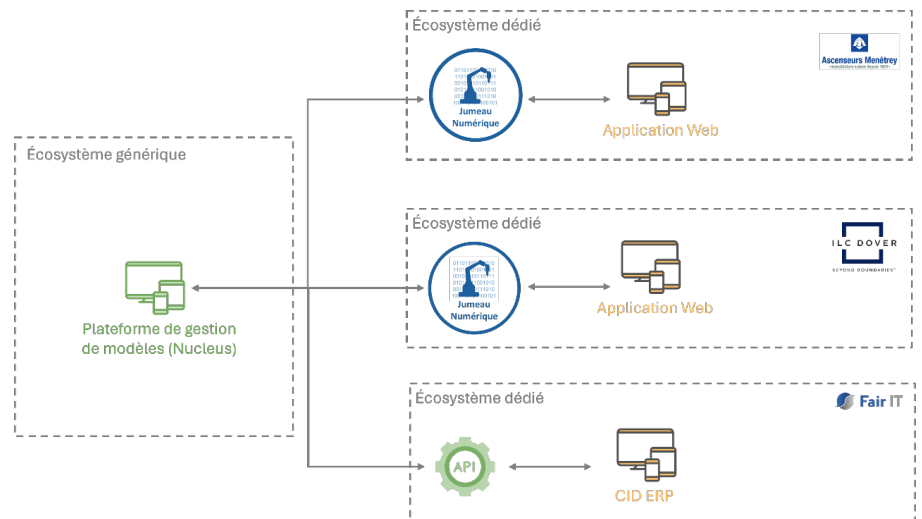 Écosystème dédié
Ascenseurs Menétrey
Jumeau
Numérique
Application Web
Écosystème générique
Plateforme de gestion
de modèles (Nucleus)
Écosystème dédié
ILC DOVER
BEYOND BOUNDARIES
Jumeau
Numérique
Application Web
Écosystème dédié
Fair IT
API
CID ERP